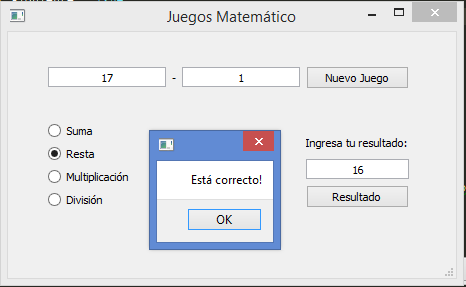 Juegos Matemático
17 - 1 Nuevo Juego
Suma
Resta
Multiplicación
División
Está correcto!
OK
Ingresa tu resultado:
16
Resultado